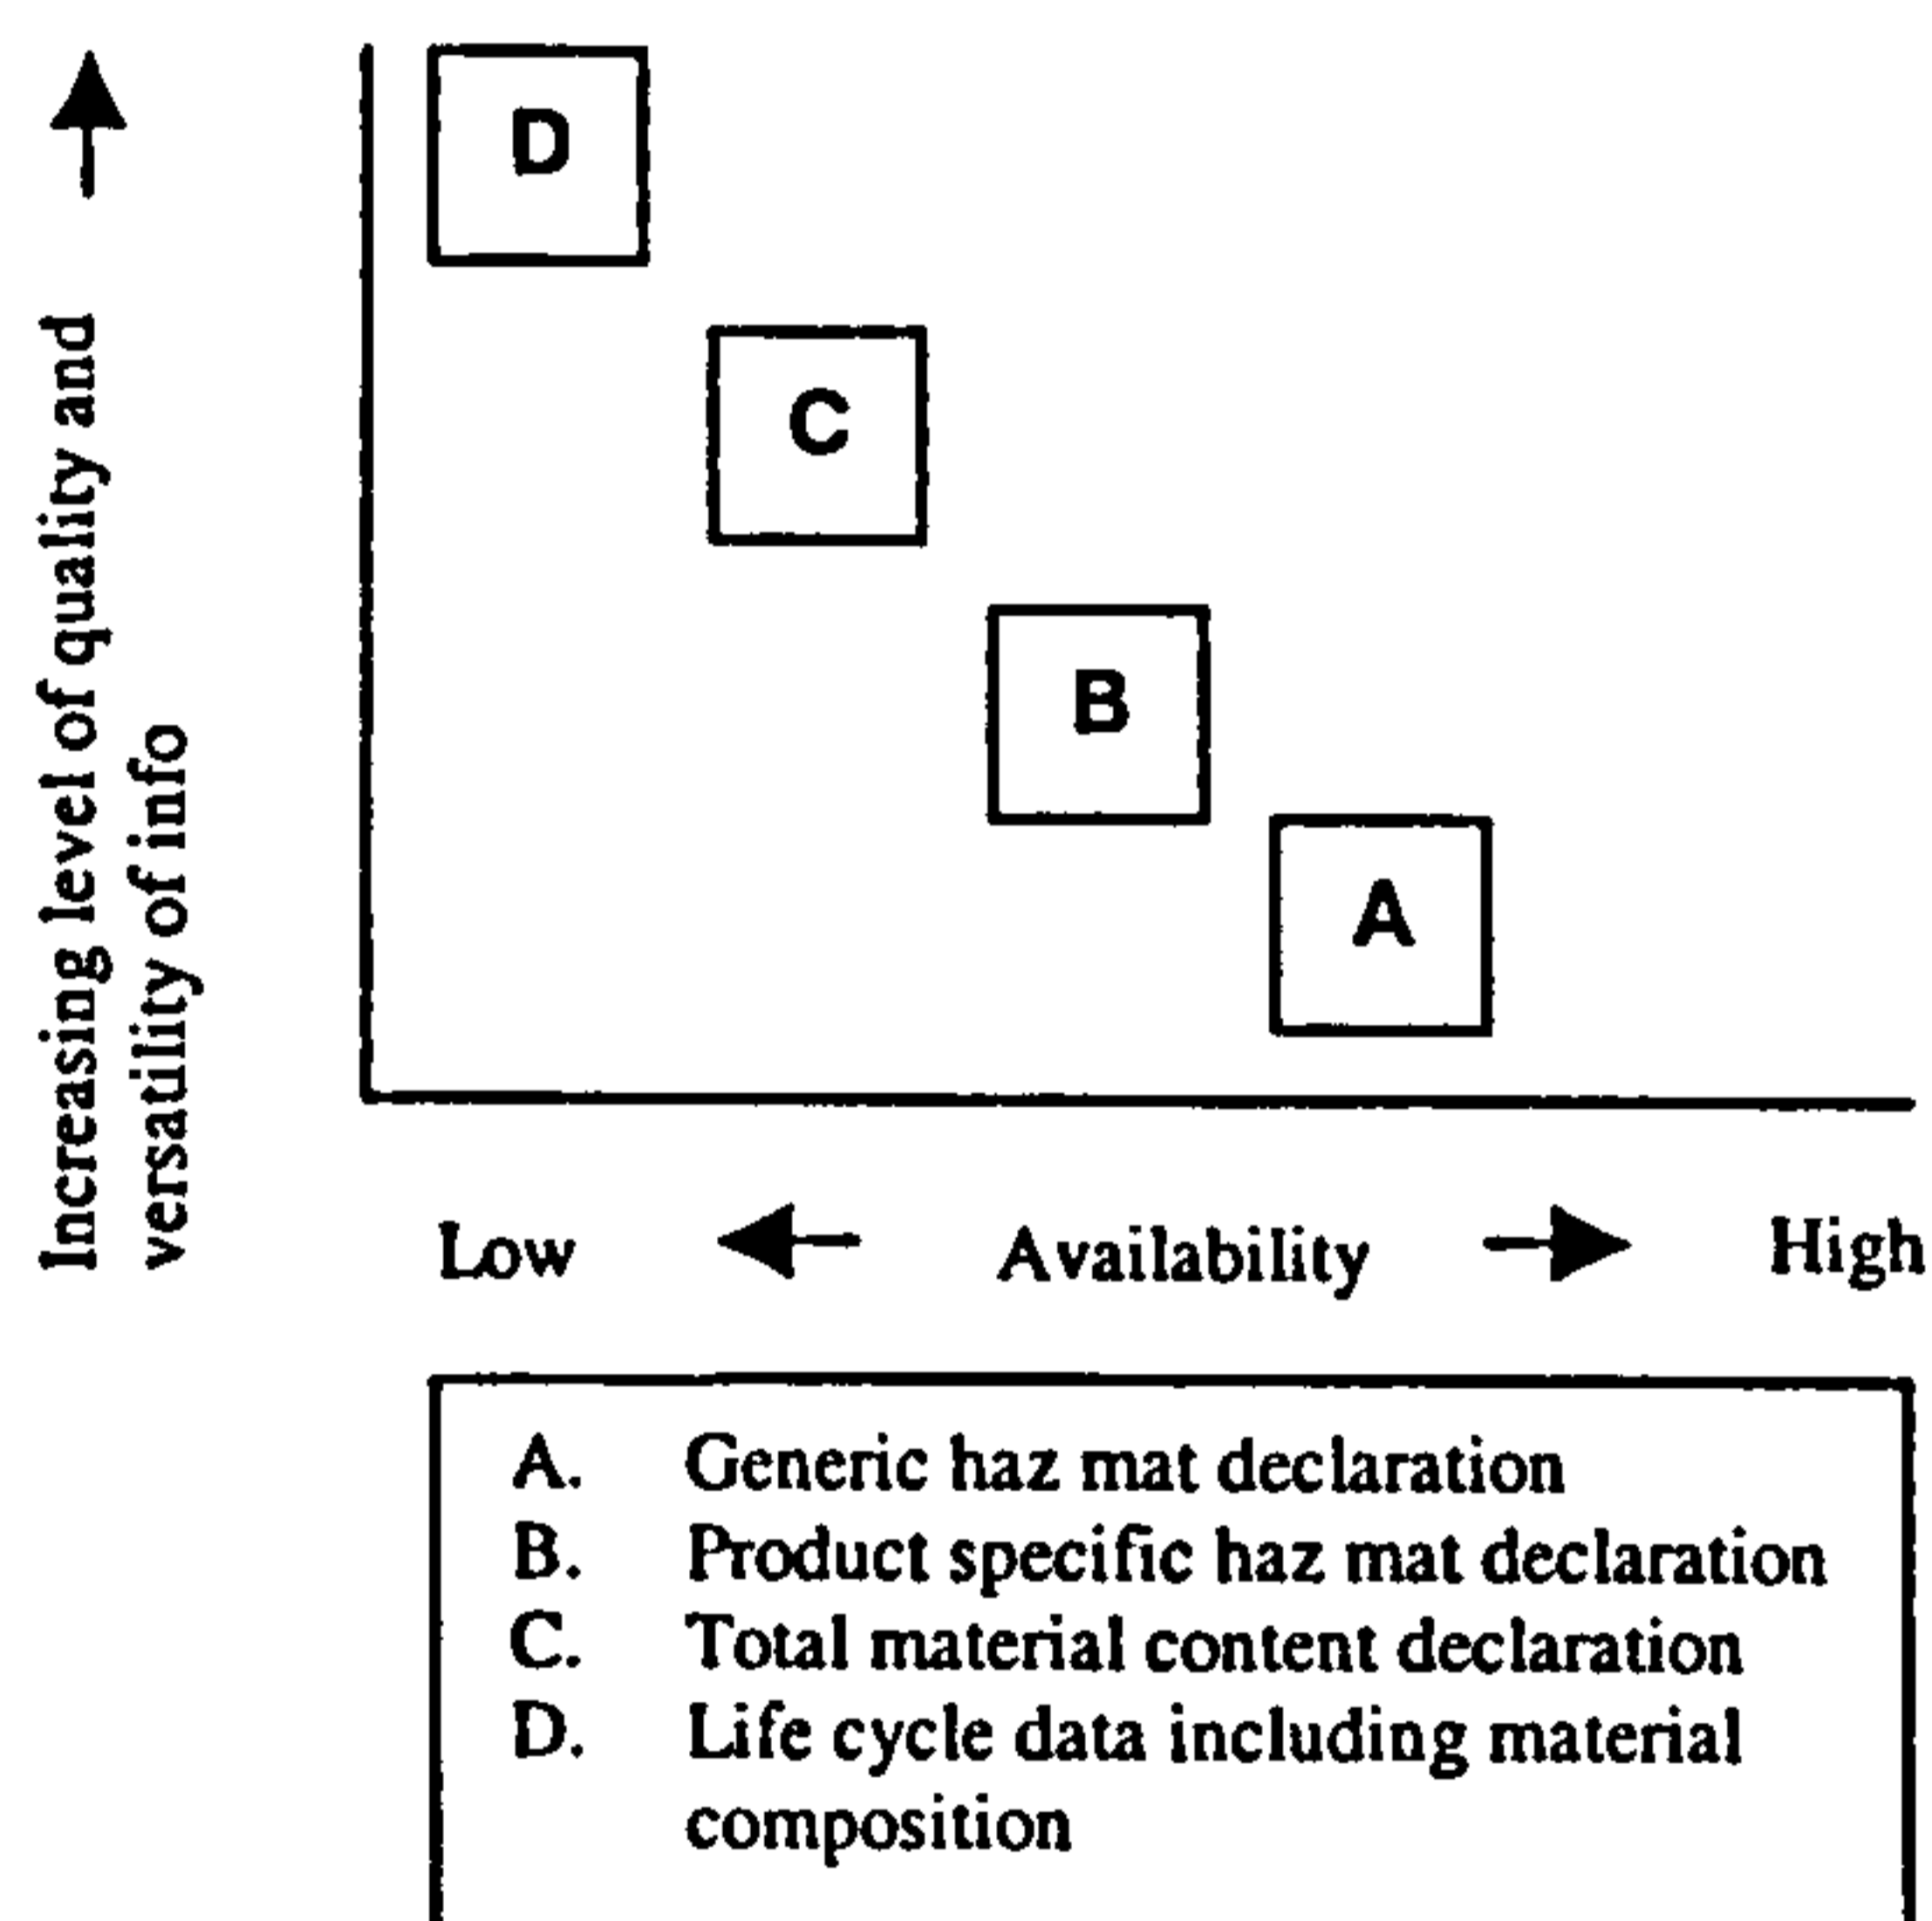 Increasing level of quality and
versatility of info
D
C
B
A
Low Availability High
A. Generic haz mat declaration
B. Product specific haz mat declaration
C. Total material content declaration
D. Life cycle data including material
composition